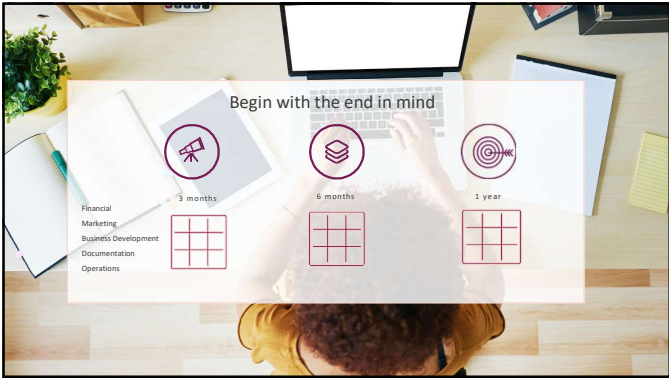 Begin with the end in mind
3 months
6 months
1 year
Financial
Marketing
Business Development
Documentation
Operations